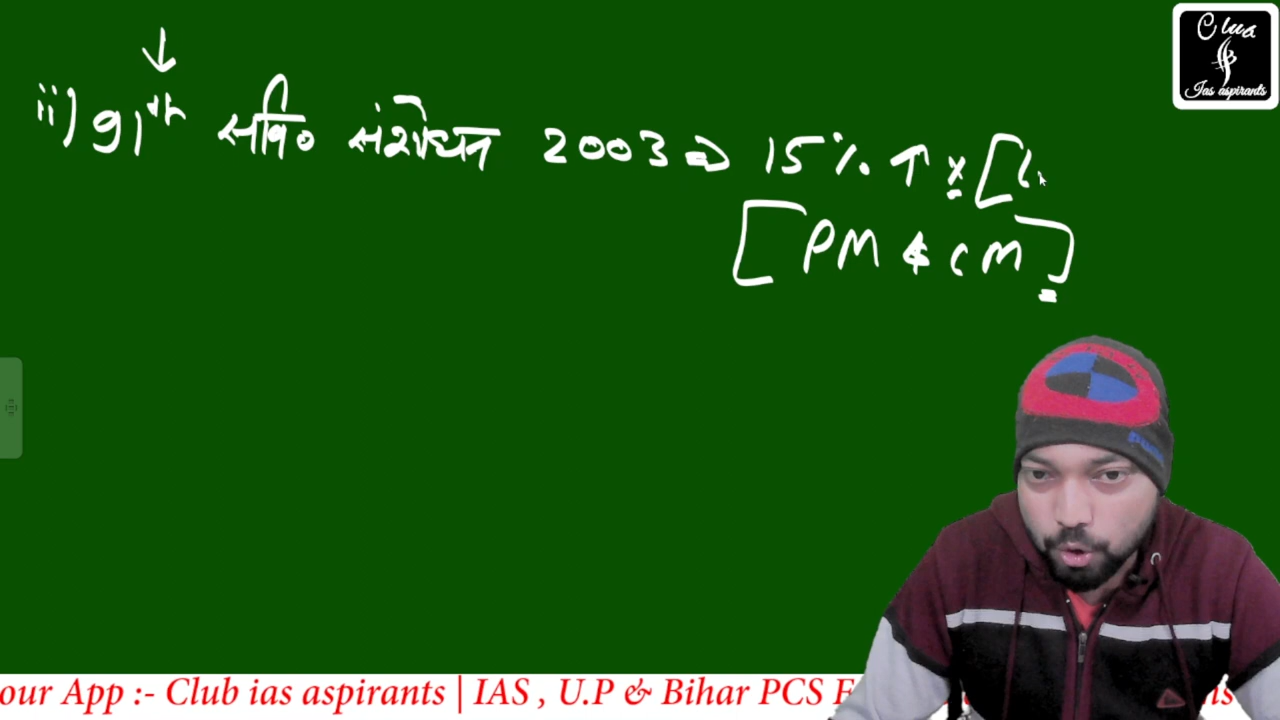 ii) 91th संवि० संशोधन 2003 ⇒ 15% ↑ x [L
[PM & CM]
Club
Ias aspirants
our App :- Club ias aspirants | IAS , U.P & Bihar PCS